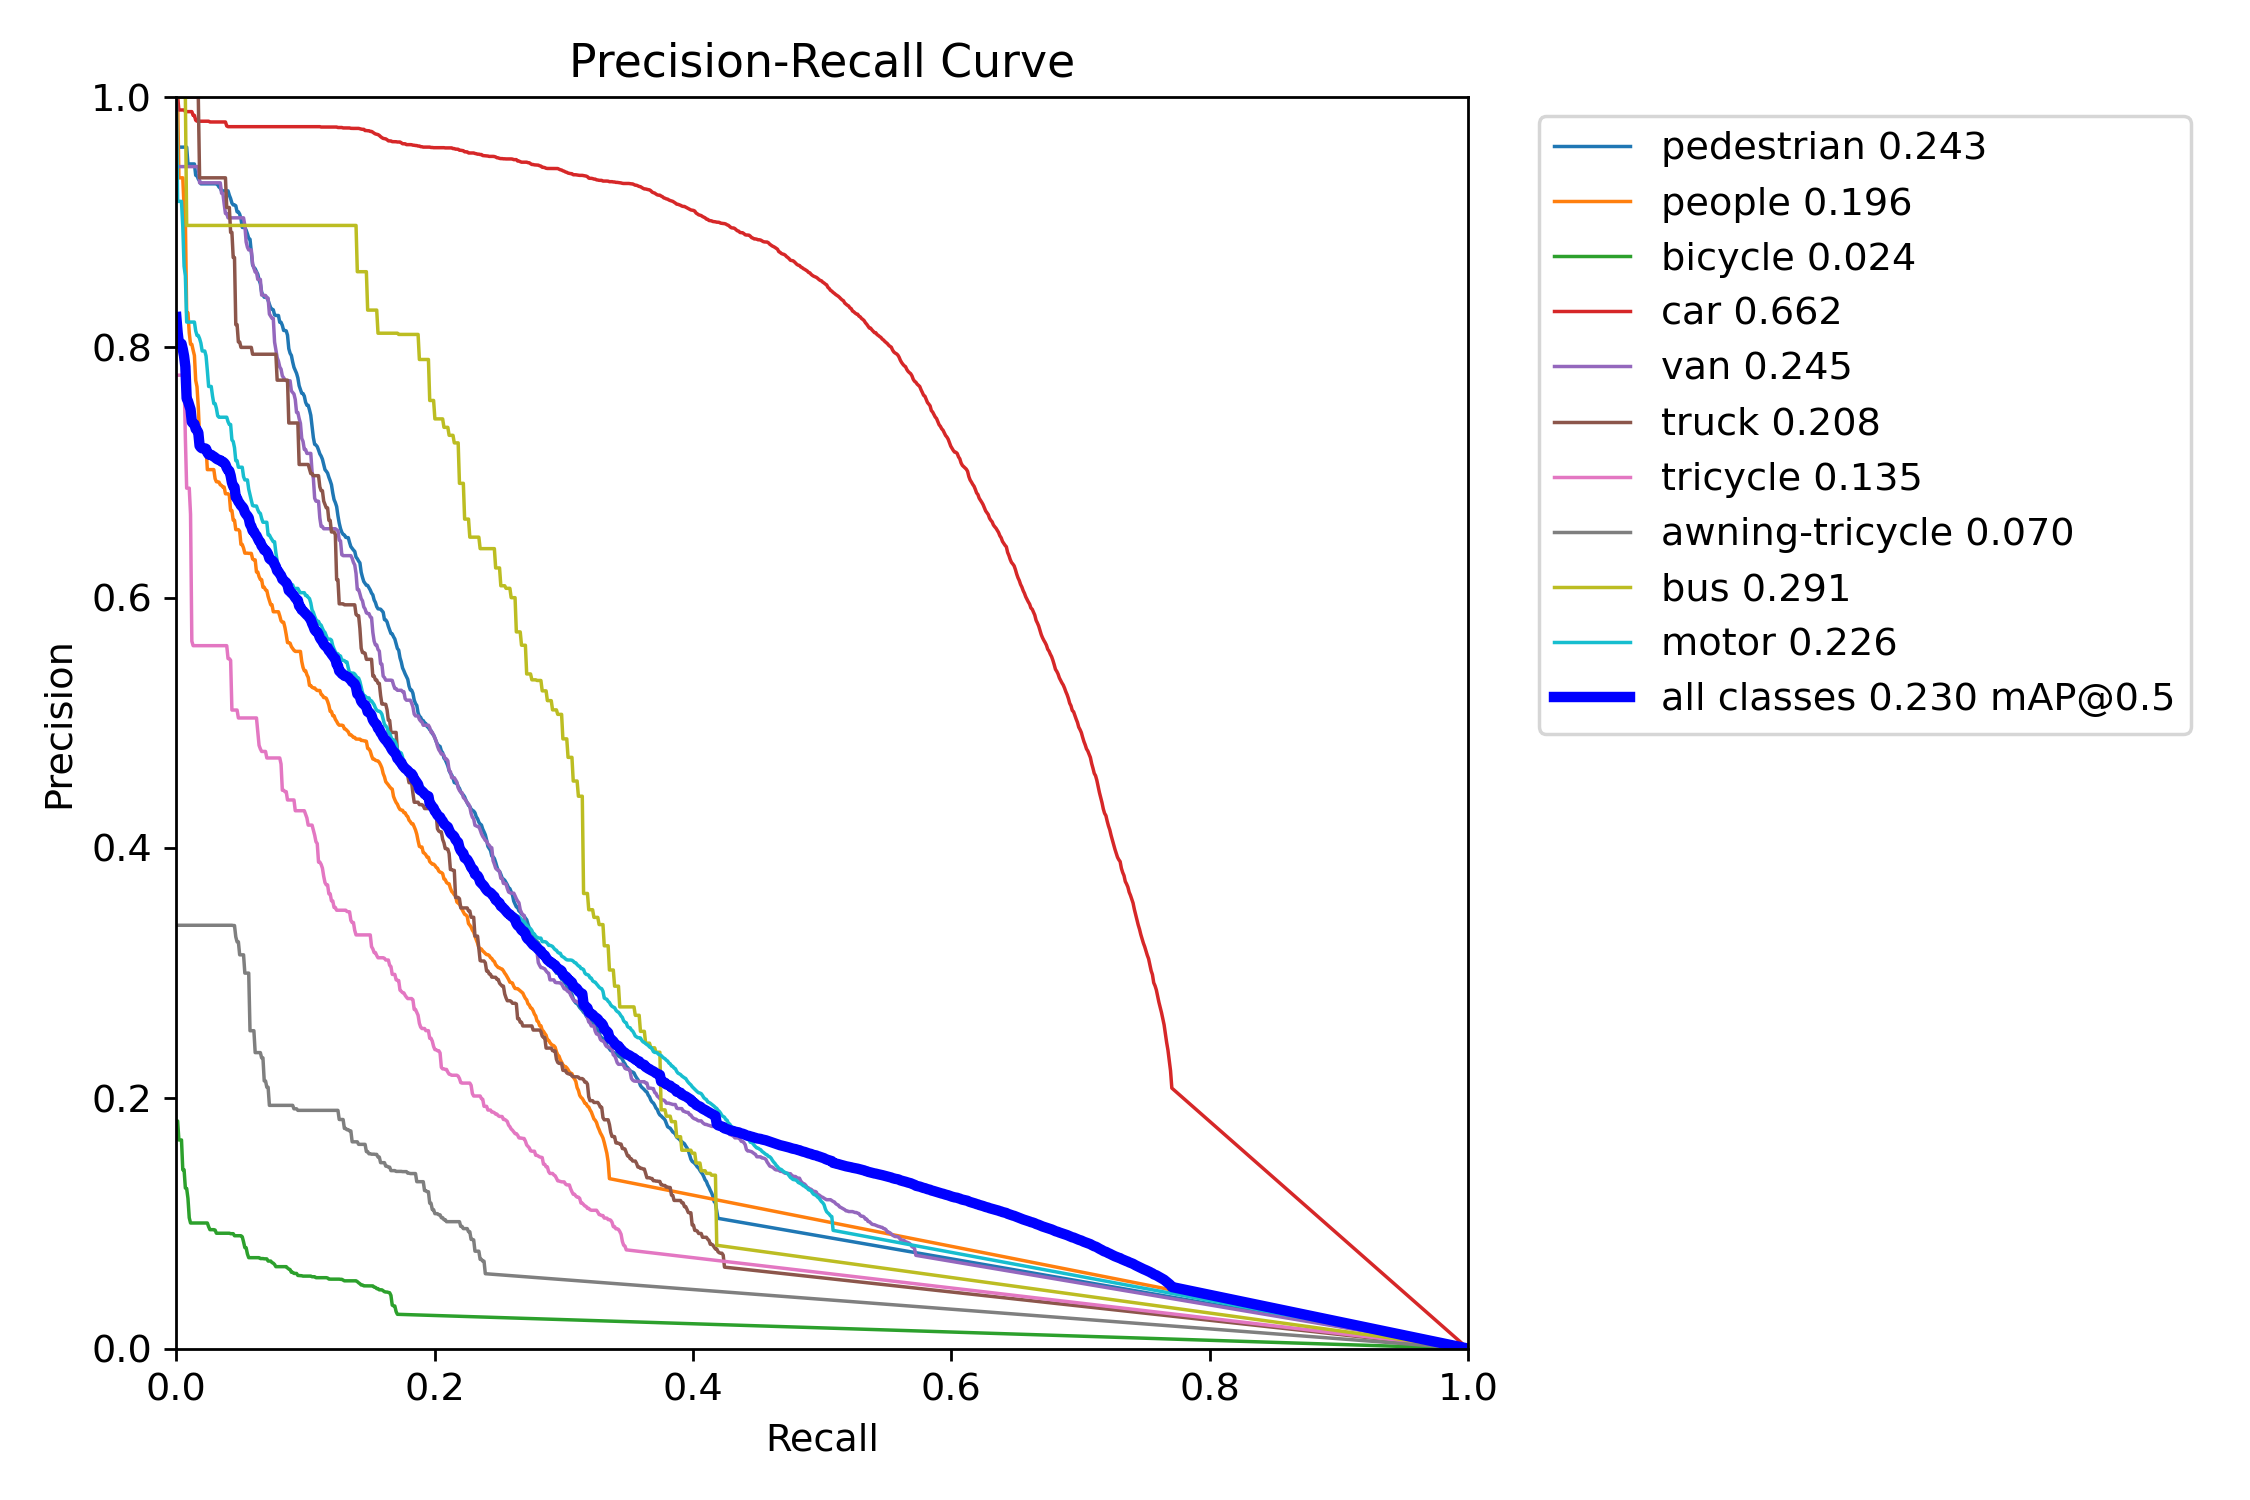 Precision-Recall Curve
1.0
0.8
0.6
0.4
0.2
0.0
Precision
0.0 0.2 0.4 0.6 0.8 1.0
Recall
pedestrian 0.243
people 0.196
bicycle 0.024
car 0.662
van 0.245
truck 0.208
tricycle 0.135
awning-tricycle 0.070
bus 0.291
motor 0.226
all classes 0.230 mAP@0.5